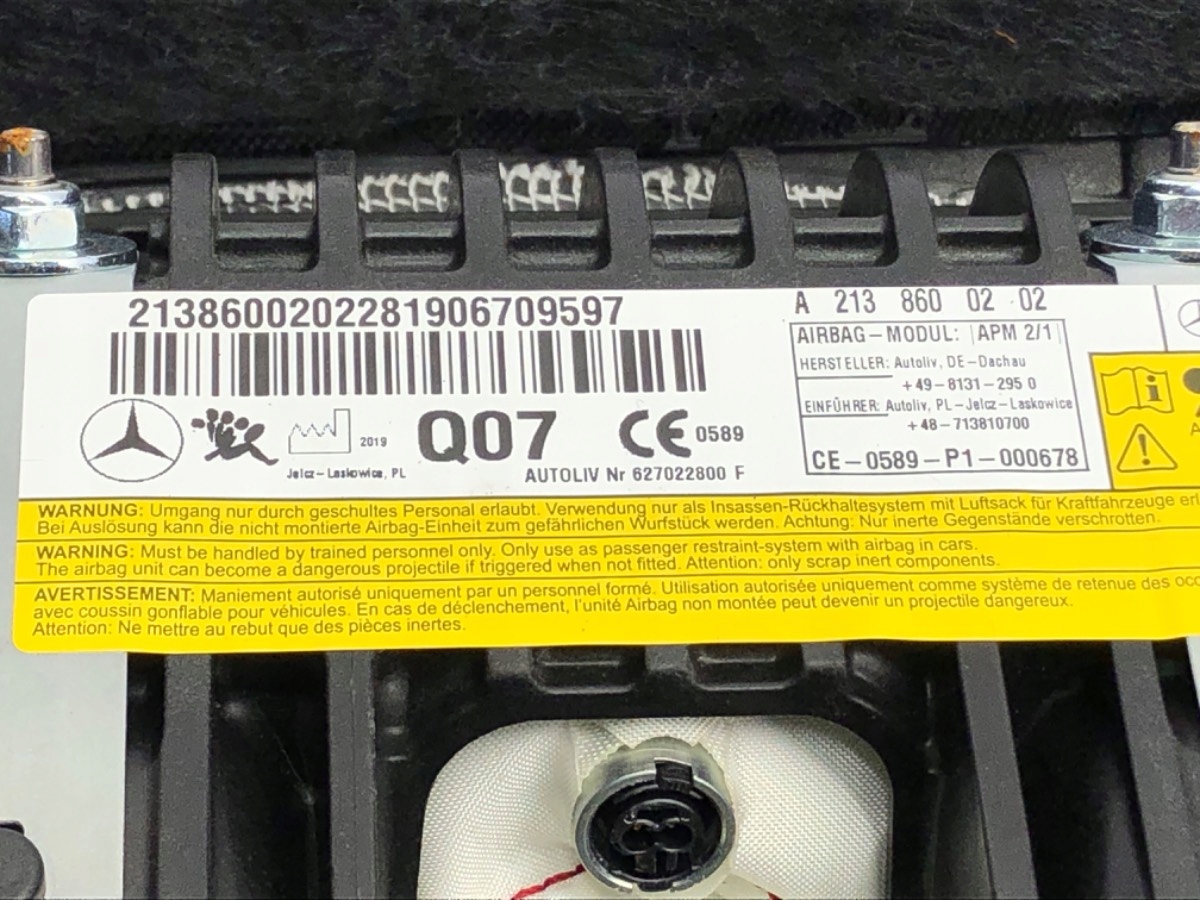 2138600202281906709597
A 213 860 02 02
AIRBAG-MODUL: APM 2/1
HERSTELLER: Autoliv, DE-Dachau
+49-8131-295 0
EINFÜHRER: Autoliv, PL-Jelcz-Laskowice
+48-713810700
CE-0589-P1-000678
2019
Jelcz-Laskowice, PL
Q07
CE 0589
AUTOLIV Nr 627022800 F
WARNUNG: Umgang nur durch geschultes Personal erlaubt. Verwendung nur als Insassen-Rückhaltesystem mit Luftsack für Kraftfahrzeuge
Bei Auslösung kann die nicht montierte Airbag-Einheit zum gefährlichen Wurfstück werden. Achtung: Nur inerte Gegenstände verschrotten.
WARNING: Must be handled by trained personnel only. Only use as passenger restraint-system with airbag in cars.
The airbag unit can become a dangerous projectile if triggered when not fitted. Attention: only scrap inert components.
AVERTISSEMENT: Maniement autorisé uniquement par un personnel formé. Utilisation autorisée uniquement comme système de retenue des
avec coussin gonflable pour véhicules. En cas de déclenchement, l'unité Airbag non montée peut devenir un projectile dangereux.
Attention: Ne mettre au rebut que des pièces inertes.